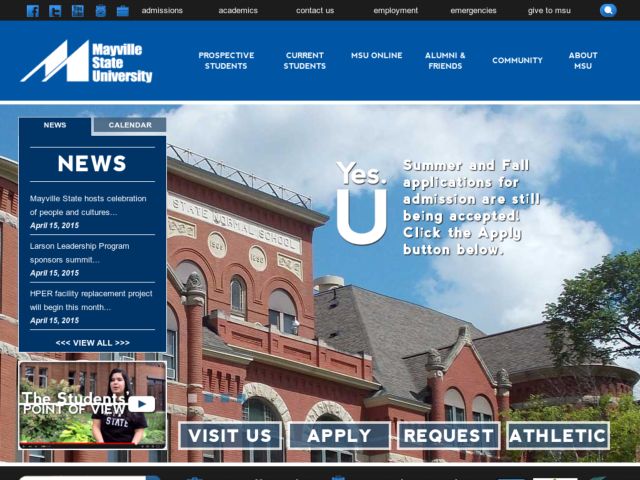 admissions academics contact us employment emergencies give to msu
Mayville
State
University
PROSPECTIVE
STUDENTS
CURRENT
STUDENTS
MSU ONLINE
ALUMNI &
FRIENDS
COMMUNITY
ABOUT
MSU
NEWS CALENDAR
NEWS
Mayville State hosts celebration
of people and cultures...
April 15, 2015
Larson Leadership Program
sponsors summit...
April 15, 2015
HPER facility replacement project
will begin this month...
April 15, 2015
<<< VIEW ALL >>>
STATE NORMAL SCHOOL
Yes.
U
Summer and Fall
applications for
admission are still
being accepted!
Click the Apply
button below.
The Students'
POINT OF VIEW
STATE
VISIT US APPLY REQUEST ATHLETIC